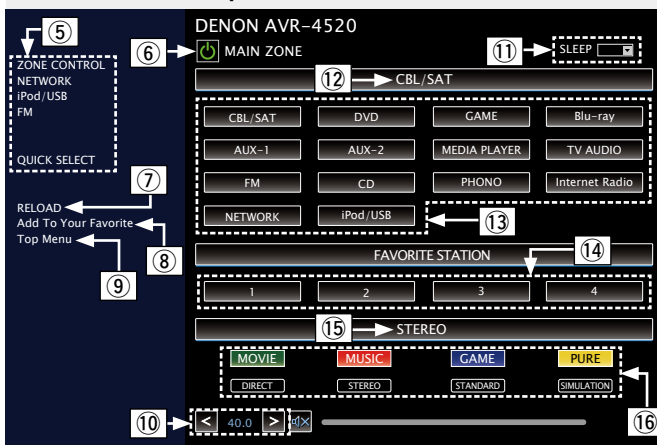 DENON AVR-4520
⑤
⑥ MAIN ZONE
⑪ SLEEP
ZONE CONTROL
NETWORK
iPod/USB
FM
QUICK SELECT
⑦
RELOAD
Add To Your Favorite
Top Menu
⑧
⑨
⑫ CBL/SAT
CBL/SAT DVD GAME Blu-ray
AUX-1 AUX-2 MEDIA PLAYER TV AUDIO
FM CD PHONO Internet Radio
NETWORK iPod/USB
⑬
FAVORITE STATION ⑭
1 2 3 4
⑮ STEREO
MOVIE MUSIC GAME PURE
DIRECT STEREO STANDARD SIMULATION
⑯
⑩ < 40.0 >